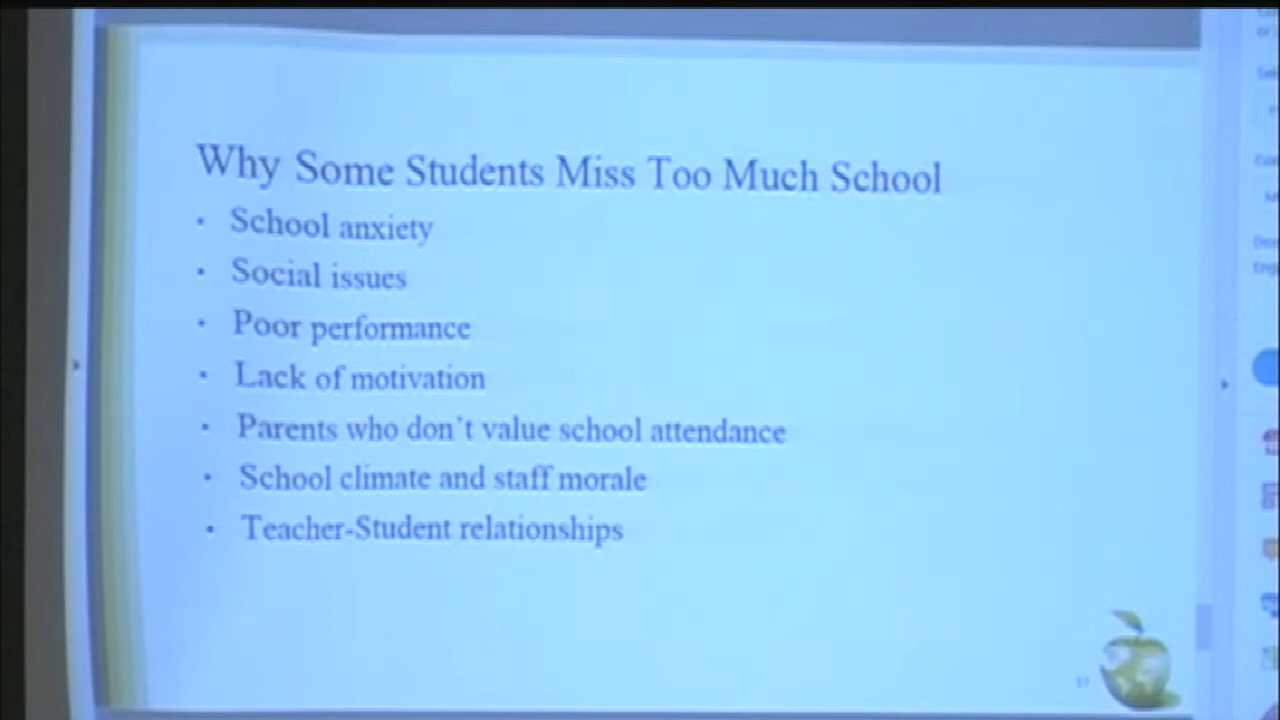 Why Some Students Miss Too Much School
• School anxiety
• Social issues
• Poor performance
• Lack of motivation
• Parents who don't value school attendance
• School climate and staff morale
• Teacher-Student relationships